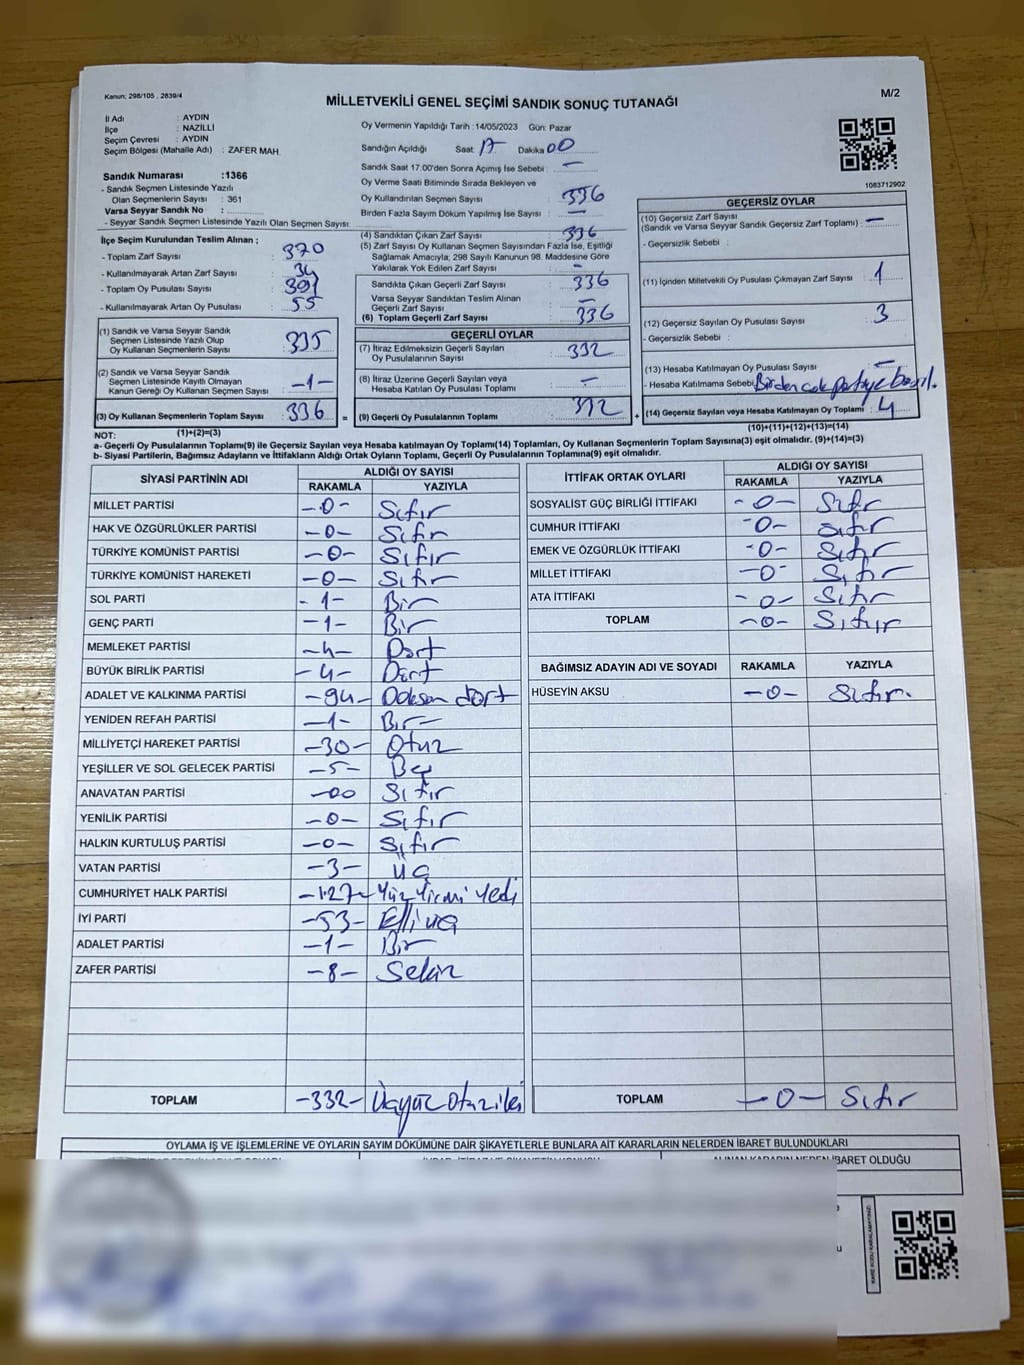 Kanun; 298/105 , 2839/4
MİLLETVEKİLİ GENEL SEÇİMİ SANDIK SONUÇ TUTANAĞI
M/2
İl Adı : AYDIN
İlçe : NAZİLLİ
Seçim Çevresi : AYDIN
Seçim Bölgesi (Mahalle Adı) : ZAFER MAH.
Sandık Numarası :1366
- Sandık Seçmen Listesinde Yazılı
Olan Seçmenlerin Sayısı : 361
Varsa Seyyar Sandık No :
- Seyyar Sandık Seçmen Listesinde Yazılı Olan Seçmen Sayısı
İlçe Seçim Kurulundan Teslim Alınan ;
- Toplam Zarf Sayısı : 370
- Kullanılmayarak Artan Zarf Sayısı : 34
- Toplam Oy Pusulası Sayısı : 391
- Kullanılmayarak Artan Oy Pusulası : 55
(1) Sandık ve Varsa Seyyar Sandık
Seçmen Listesinde Yazılı Olup
Oy Kullanan Seçmenlerin Sayısı : 335
(2) Sandık ve Varsa Seyyar Sandık
Seçmen Listesinde Kayıtlı Olmayan
Kanun Gereği Oy Kullanan Seçmen Sayısı : -1-
(3) Oy Kullanan Seçmenlerin Toplam Sayısı : 336 =
(1)+(2)=(3)
Oy Vermenin Yapıldığı Tarih :14/05/2023 Gün: Pazar
Sandığın Açıldığı Saat 17 Dakika 00
Sandık Saat 17.00'den Sonra Açımış İse Sebebi : -
Oy Verme Saati Bitiminde Sırada Bekleyen ve
Oy Kullandırılan Seçmen Sayısı : 336
Birden Fazla Sayım Döküm Yapılmış İse Sayısı : -
(4) Sandıktan Çıkan Zarf Sayısı : 336
(5) Zarf Sayısı Oy Kullanan Seçmen Sayısından Fazla İse, Eşitliği
Sağlamak Amacıyla; 298 Sayılı Kanunun 98. Maddesine Göre
Yakılarak Yok Edilen Zarf Sayısı : -
Sandıkta Çıkan Geçerli Zarf Sayısı : 336
Varsa Seyyar Sandıktan Teslim Alınan
Geçerli Zarf Sayısı : -
(6) Toplam Geçerli Zarf Sayısı : 336
GEÇERLİ OYLAR
(7) İtiraz Edilmeksizin Geçerli Sayılan
Oy Pusulalarının Sayısı : 332
(8) İtiraz Üzerine Geçerli Sayılan veya
Hesaba Katılan Oy Pusulası Toplamı : -
(9) Geçerli Oy Pusulalarının Toplamı : 332 +
1083712902
GEÇERSİZ OYLAR
(10) Geçersiz Zarf Sayısı
(Sandık ve Varsa Seyyar Sandık Geçersiz Zarf Toplamı) : -
- Geçersizlik Sebebi :
(11) İçinden Milletvekili Oy Pusulası Çıkmayan Zarf Sayısı : 1
(12) Geçersiz Sayılan Oy Pusulası Sayısı : 3
- Geçersizlik Sebebi :
(13) Hesaba Katılmayan Oy Pusulası Sayısı : -
- Hesaba Katılmama Sebebi : Birden çok partiye basıl.
(14) Geçersiz Sayılan veya Hesaba Katılmayan Oy Toplamı : 4
(10)+(11)+(12)+(13)=(14)
NOT:
a- Geçerli Oy Pusulalarının Toplamı(9) ile Geçersiz Sayılan veya Hesaba katılmayan Oy Toplamı(14) Toplamları, Oy Kullanan Seçmenlerin Toplam Sayısına(3) eşit olmalıdır. (9)+(14)=(3)
b- Siyasi Partilerin, Bağımsız Adayların ve İttifakların Aldığı Ortak Oyların Toplamı, Geçerli Oy Pusulalarının Toplamına(9) eşit olmalıdır.
SİYASİ PARTİNİN ADI ALDIĞI OY SAYISI
RAKAMLA YAZIYLA
MİLLET PARTİSİ -0- Sıfır
HAK VE ÖZGÜRLÜKLER PARTİSİ -0- Sıfır
TÜRKİYE KOMÜNİST PARTİSİ -0- Sıfır
TÜRKİYE KOMÜNİST HAREKETİ -0- Sıfır
SOL PARTİ -1- Bir
GENÇ PARTİ -1- Bir
MEMLEKET PARTİSİ -4- Dört
BÜYÜK BİRLİK PARTİSİ -4- Dört
ADALET VE KALKINMA PARTİSİ -94- Doksan dört
YENİDEN REFAH PARTİSİ -1- Bir
MİLLİYETÇİ HAREKET PARTİSİ -30- Otuz
YEŞİLLER VE SOL GELECEK PARTİSİ -5- Beş
ANAVATAN PARTİSİ -00 Sıfır
YENİLİK PARTİSİ -0- Sıfır
HALKIN KURTULUŞ PARTİSİ -0- Sıfır
VATAN PARTİSİ -3- üç
CUMHURİYET HALK PARTİSİ -127- Yüz Yirmi Yedi
İYİ PARTİ -53- Elli üç
ADALET PARTİSİ -1- Bir
ZAFER PARTİSİ -8- Sekiz
TOPLAM -332- Üçyüz Otuz iki
İTTİFAK ORTAK OYLARI ALDIĞI OY SAYISI
RAKAMLA YAZIYLA
SOSYALİST GÜÇ BİRLİĞİ İTTİFAKI -0- Sıfır
CUMHUR İTTİFAKI -0- Sıfır
EMEK VE ÖZGÜRLÜK İTTİFAKI -0- Sıfır
MİLLET İTTİFAKI -0- Sıfır
ATA İTTİFAKI -0- Sıfır
TOPLAM -0- Sıfır
BAĞIMSIZ ADAYIN ADI VE SOYADI RAKAMLA YAZIYLA
HÜSEYİN AKSU -0- Sıfır.
TOPLAM -0- Sıfır
OYLAMA İŞ VE İŞLEMLERİNE VE OYLARIN SAYIM DÖKÜMÜNE DAİR ŞİKAYETLERLE BUNLARA AİT KARARLARIN NELERDEN İBARET BULUNDUKLARI
ALINAN KARARIN NEDEN İBARET OLDUĞU
KARE KODU KARALAMAYINIZ!